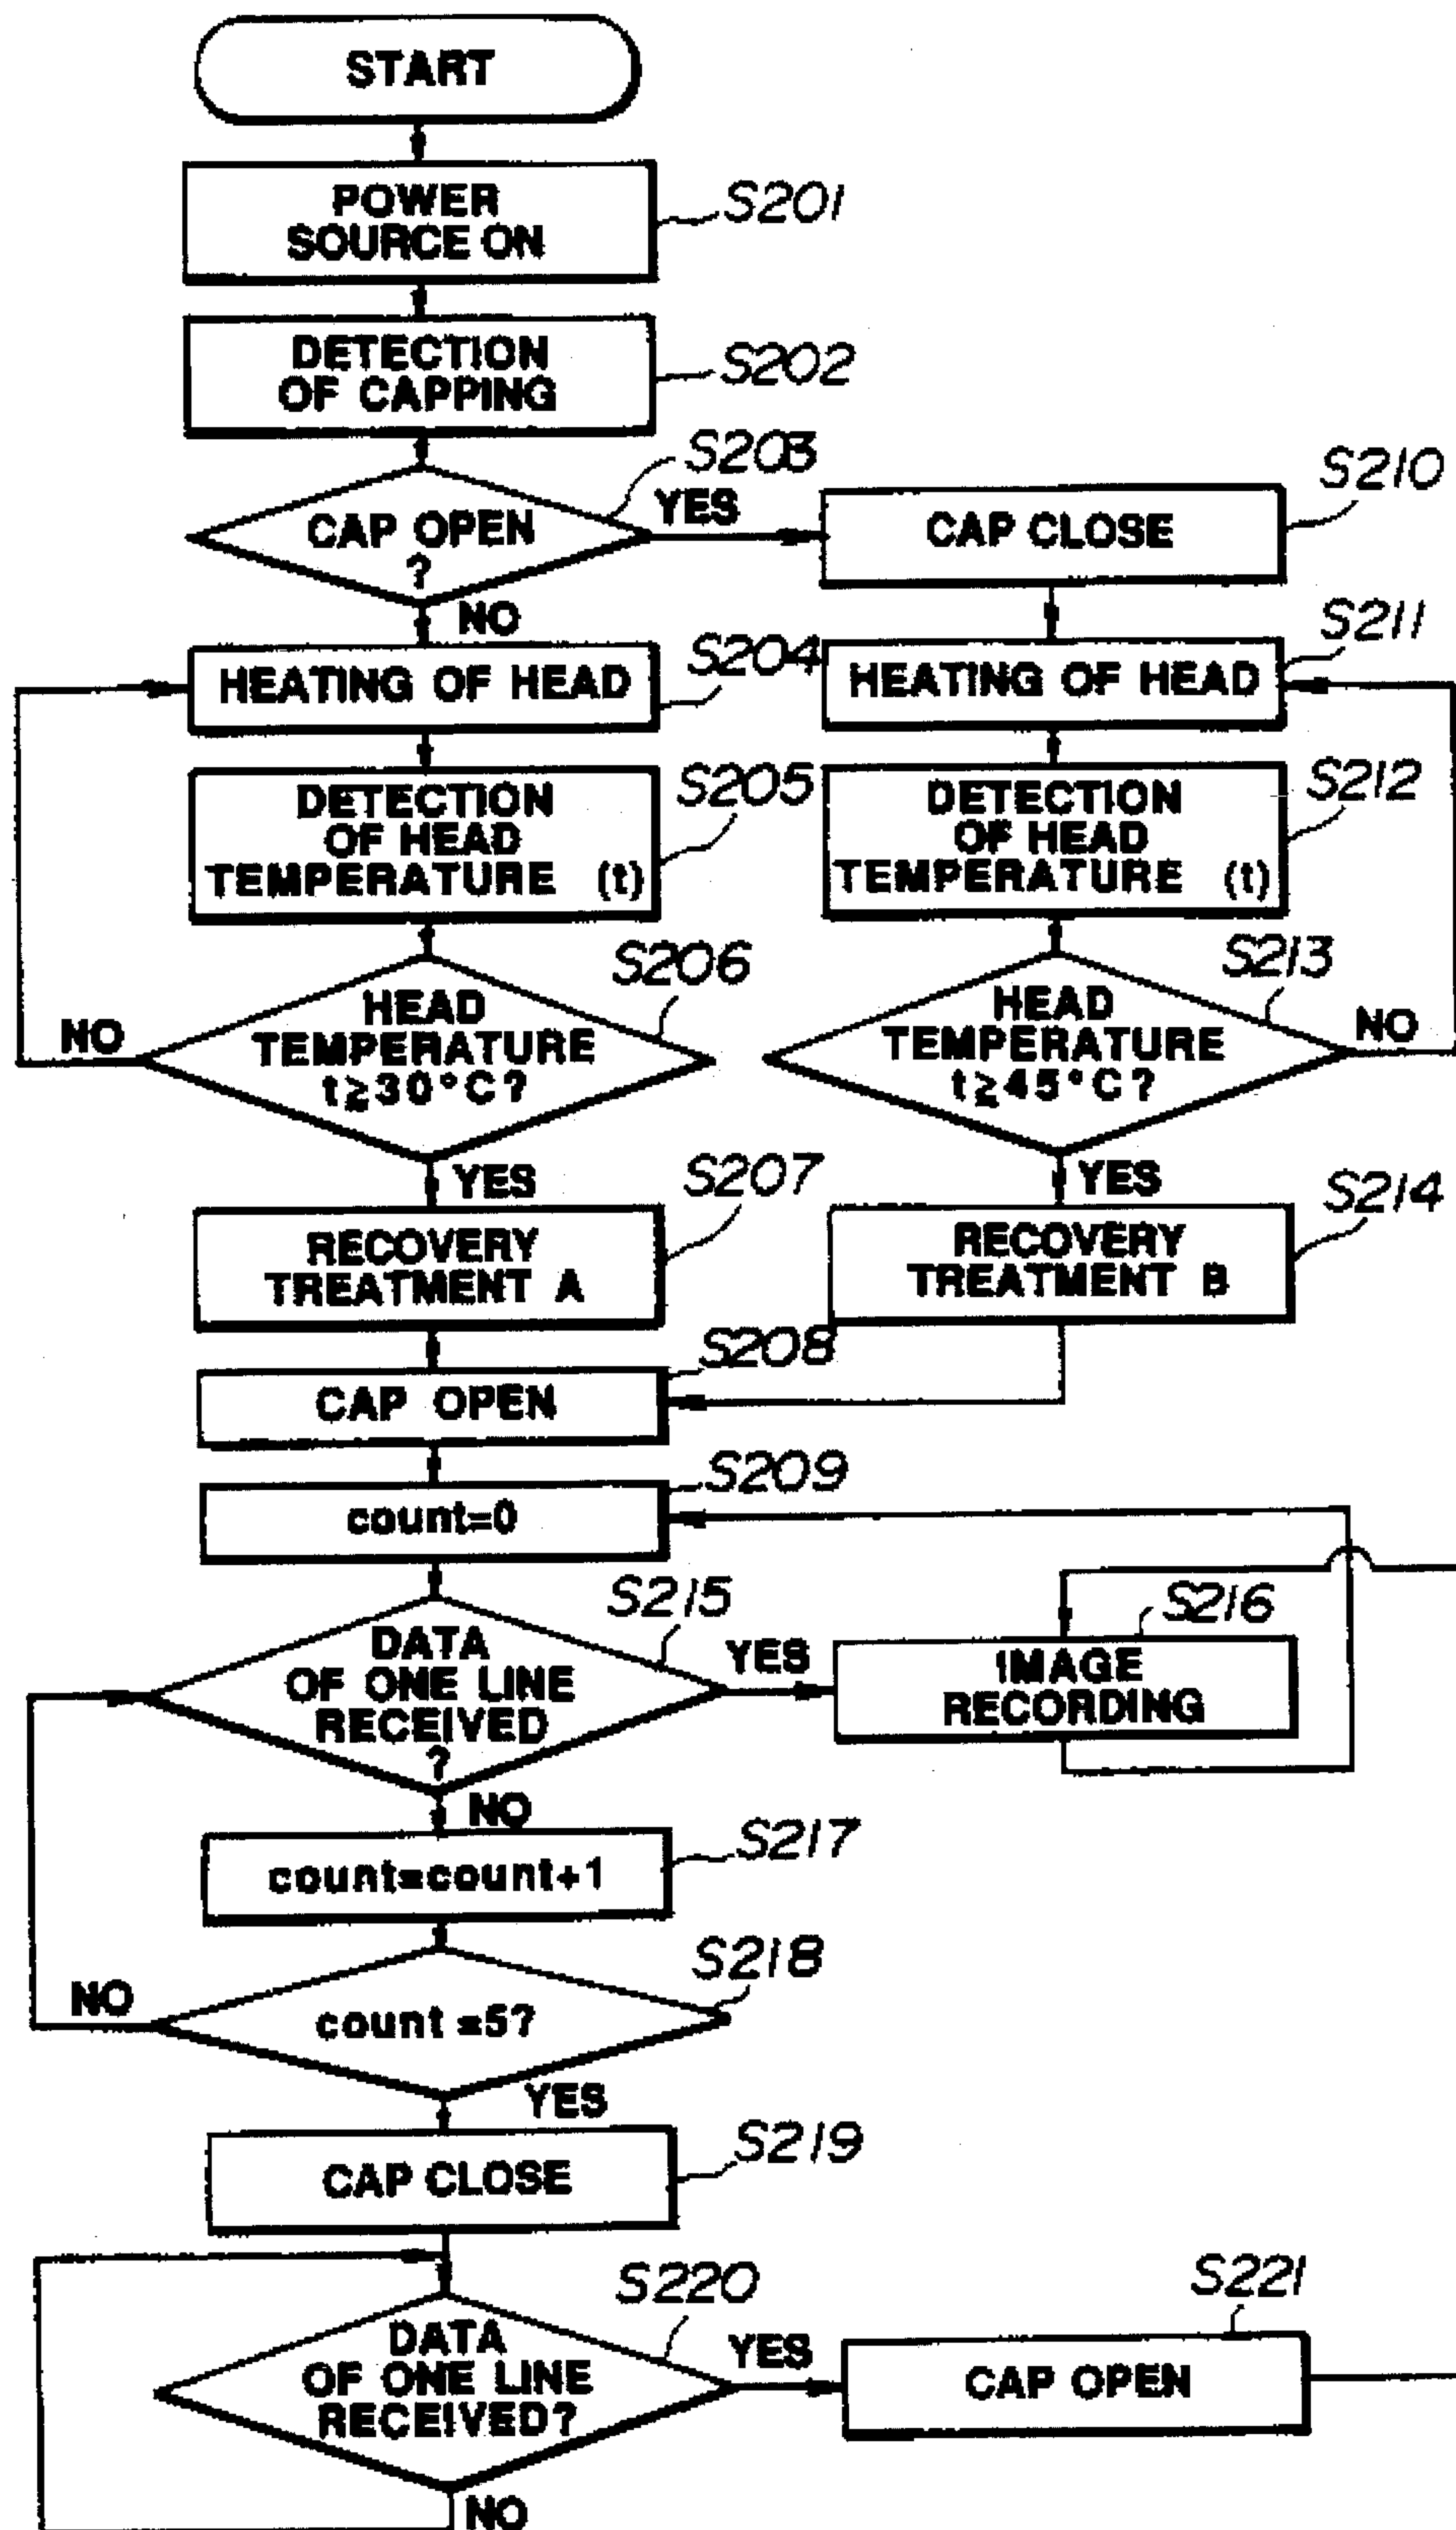 START
POWER
SOURCE ON
S201
DETECTION
OF CAPPING
S202
CAP OPEN
?
S203
YES
NO
CAP CLOSE
S210
HEATING OF HEAD
S204
HEATING OF HEAD
S211
DETECTION
OF HEAD
TEMPERATURE (t)
S205
DETECTION
OF HEAD
TEMPERATURE (t)
S212
HEAD
TEMPERATURE
t≧30°C?
S206
NO
YES
HEAD
TEMPERATURE
t≧45°C?
S213
NO
YES
RECOVERY
TREATMENT A
S207
RECOVERY
TREATMENT B
S214
CAP OPEN
S208
count=0
S209
DATA
OF ONE LINE
RECEIVED
?
S215
YES
NO
IMAGE
RECORDING
S216
count=count+1
S217
count=5?
S218
NO
YES
CAP CLOSE
S219
DATA
OF ONE LINE
RECEIVED?
S220
YES
NO
CAP OPEN
S221